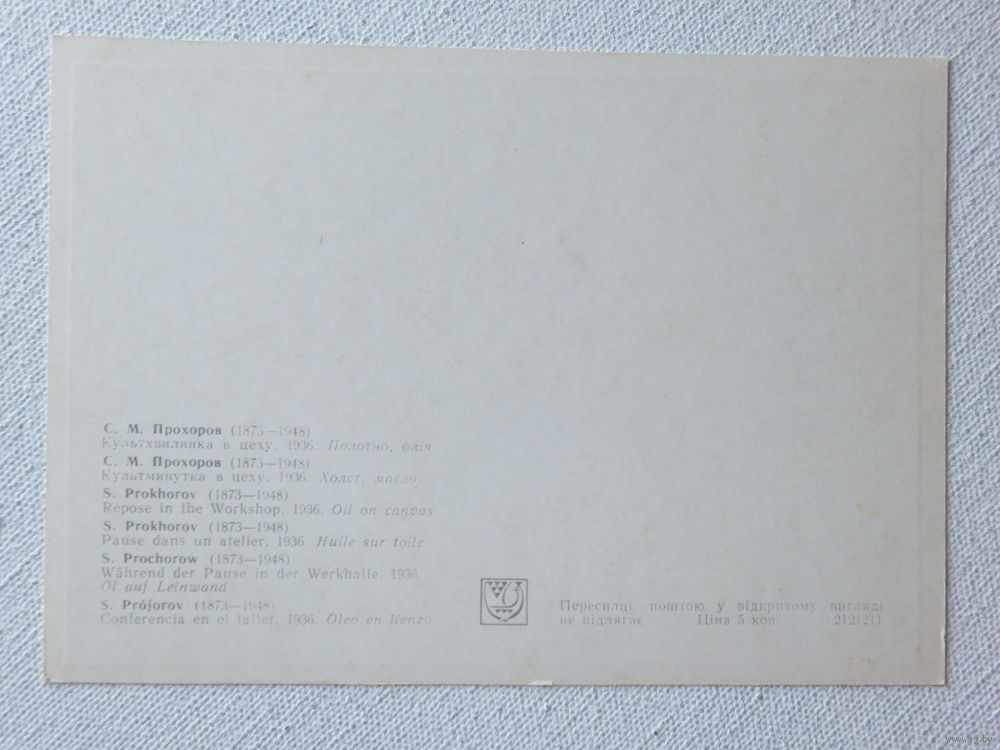 С. М. Прохоров (1873—1948)
Культхвилинка в цеху. 1936. Полотно, олія
С. М. Прохоров (1873—1948)
Культминутка в цеху. 1936. Холст, масло
S. Prokhorov (1873—1948)
Repose in the Workshop. 1936. Oil on canvas
S. Prokhorov (1873—1948)
Pause dans un atelier. 1936. Huile sur toile
S. Prochorow (1873—1948)
Während der Pause in der Werkhalle. 1936.
Öl auf Leinwand
S. Prójorov (1873—1948)
Conferencia en el taller. 1936. Oleo en lienzo
Пересилці поштою у відкритому вигляді
не підлягає Ціна 5 коп. 2121211
www.ay.by